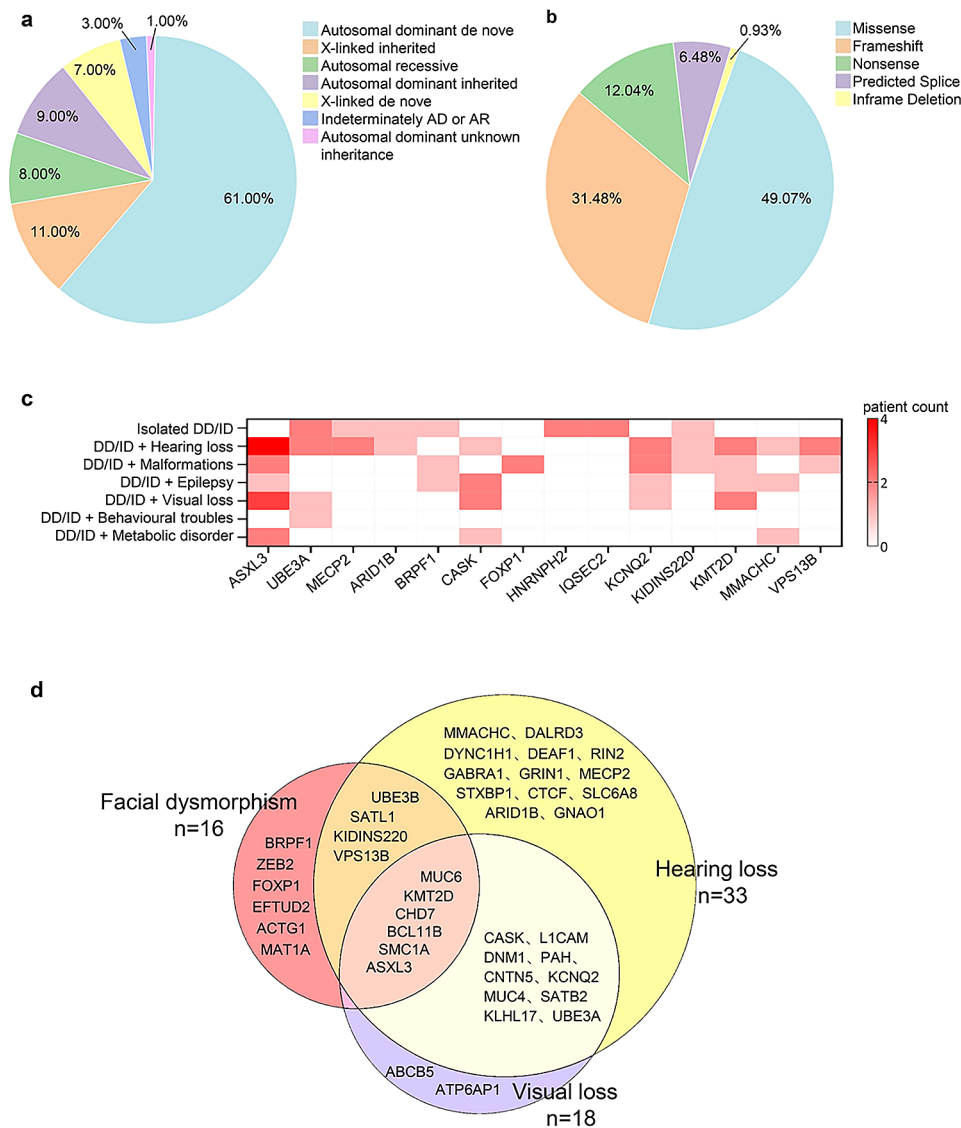 a
3.00%
1.00%
7.00%
9.00%
8.00%
11.00%
61.00%
Autosomal dominant de nove
X-linked inherited
Autosomal recessive
Autosomal dominant inherited
X-linked de nove
Indeterminately AD or AR
Autosomal dominant unknown
inheritance
b
0.93%
6.48%
12.04%
31.48%
49.07%
Missense
Frameshift
Nonsense
Predicted Splice
Inframe Deletion
c
patient count
4
2
0
Isolated DD/ID
DD/ID + Hearing loss
DD/ID + Malformations
DD/ID + Epilepsy
DD/ID + Visual loss
DD/ID + Behavioural troubles
DD/ID + Metabolic disorder
ASXL3
UBE3A
MECP2
ARID1B
BRPF1
CASK
FOXP1
HNRNPH2
IQSEC2
KCNQ2
KIDINS220
KMT2D
MMACHC
VPS13B
d
Facial dysmorphism
n=16
BRPF1
ZEB2
FOXP1
EFTUD2
ACTG1
MAT1A
UBE3B
SATL1
KIDINS220
VPS13B
MUC6
KMT2D
CHD7
BCL11B
SMC1A
ASXL3
MMACHC、DALRD3
DYNC1H1、DEAF1、RIN2
GABRA1、GRIN1、MECP2
STXBP1、CTCF、SLC6A8
ARID1B、GNAO1
Hearing loss
n=33
CASK、L1CAM
DNM1、PAH、
CNTN5、KCNQ2
MUC4、SATB2
KLHL17、UBE3A
ABCB5
ATP6AP1
Visual loss
n=18